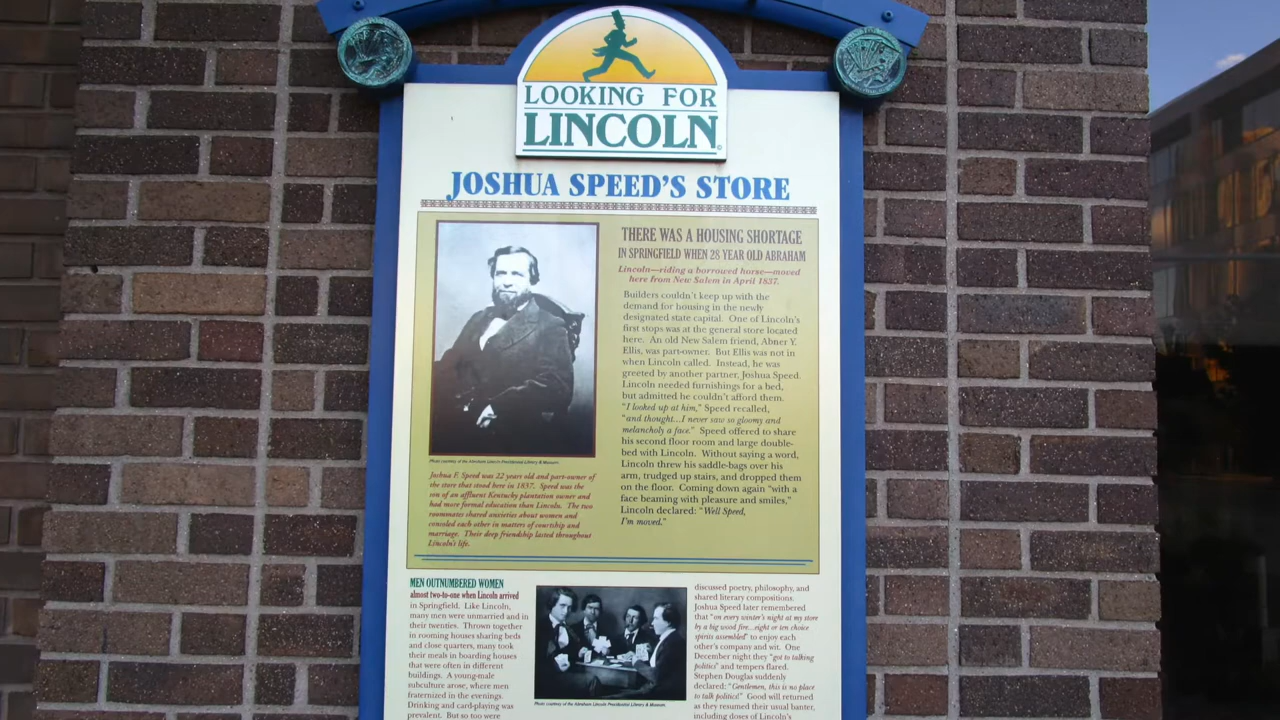 LOOKING FOR
LINCOLN
JOSHUA SPEED'S STORE
THERE WAS A HOUSING SHORTAGE
IN SPRINGFIELD WHEN 28 YEAR OLD ABRAHAM
Lincoln—riding a borrowed horse—moved
here from New Salem in April 1837.
Builders couldn't keep up with the
demand for housing in the newly
designated state capital. One of Lincoln's
first stops was at the general store located
here. An old New Salem friend, Abner Y.
Ellis, was part-owner. But Ellis was not in
when Lincoln called. Instead, he was
greeted by another partner, Joshua Speed.
Lincoln needed furnishings for a bed,
but admitted he couldn't afford them.
"I looked up at him," Speed recalled,
"and thought...I never saw so gloomy and
melancholy a face." Speed offered to share
his second floor room and large double-
bed with Lincoln. Without saying a word,
Lincoln threw his saddle-bags over his
arm, trudged up stairs, and dropped them
on the floor. Coming down again "with a
face beaming with pleasure and smiles,"
Lincoln declared: "Well Speed,
I'm moved."
Photo courtesy of the Abraham Lincoln Presidential Library & Museum.
Joshua F. Speed was 22 years old and part-owner of
the store that stood here in 1837. Speed was the
son of an affluent Kentucky plantation owner and
had more formal education than Lincoln. The two
roommates shared anxieties about women and
consoled each other in matters of courtship and
marriage. Their deep friendship lasted throughout
Lincoln's life.
MEN OUTNUMBERED WOMEN
almost two-to-one when Lincoln arrived
in Springfield. Like Lincoln,
many men were unmarried and in
their twenties. Thrown together
in rooming houses sharing beds
and close quarters, many took
their meals in boarding houses
that were often in different
buildings. A young-male
subculture arose, where men
fraternized in the evenings.
Drinking and card-playing was
prevalent. But so too were
Photo courtesy of the Abraham Lincoln Presidential Library & Museum.
discussed poetry, philosophy, and
shared literary compositions.
Joshua Speed later remembered
that "on every winter's night at my store
by a big wood fire...eight or ten choice
spirits assembled" to enjoy each
other's company and wit. One
December night they "got to talking
politics" and tempers flared.
Stephen Douglas suddenly
declared: "Gentlemen, this is no place
to talk politics!" Good will returned
as they resumed their usual banter,
including doses of Lincoln's